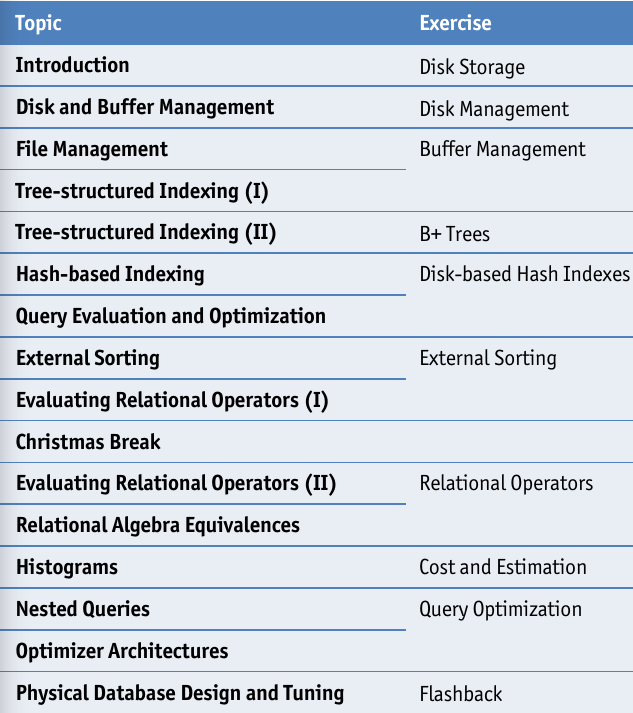 Topic Exercise
Introduction Disk Storage
Disk and Buffer Management Disk Management
File Management Buffer Management
Tree-structured Indexing (I)
Tree-structured Indexing (II) B+ Trees
Hash-based Indexing Disk-based Hash Indexes
Query Evaluation and Optimization
External Sorting External Sorting
Evaluating Relational Operators (I)
Christmas Break
Evaluating Relational Operators (II) Relational Operators
Relational Algebra Equivalences
Histograms Cost and Estimation
Nested Queries Query Optimization
Optimizer Architectures
Physical Database Design and Tuning Flashback